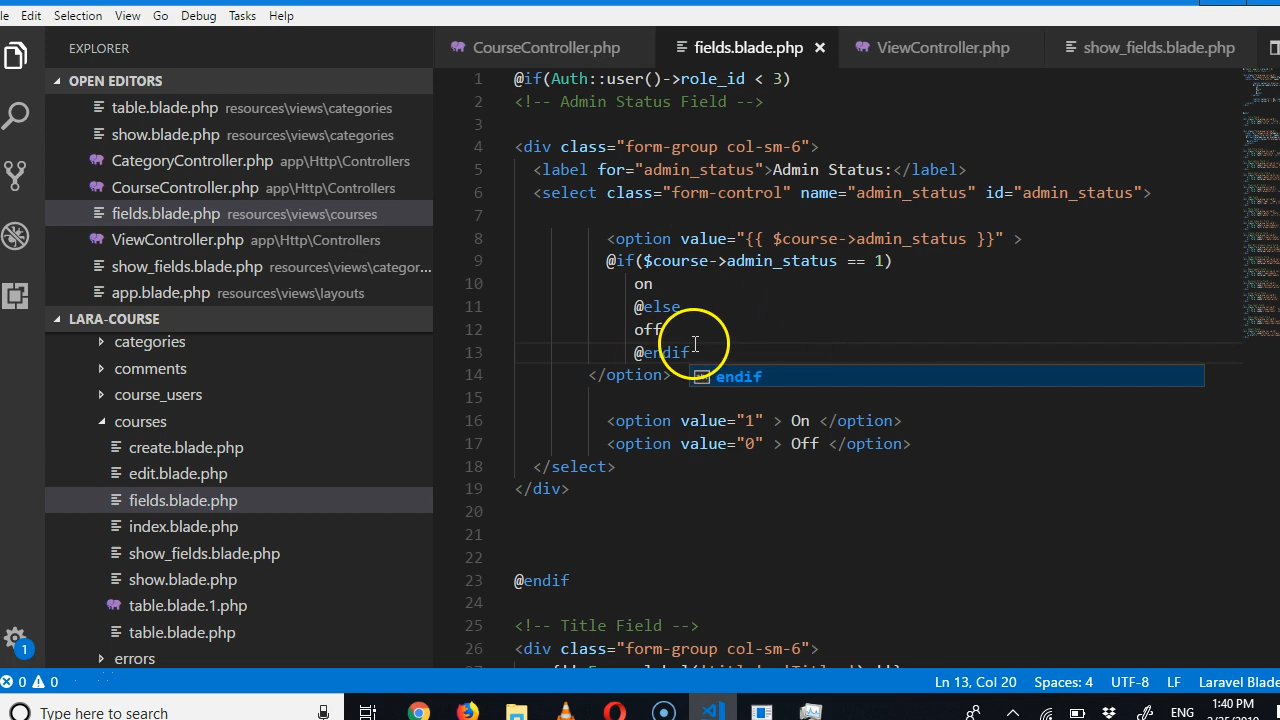 le Edit Selection View Go Debug Tasks Help
EXPLORER
OPEN EDITORS
table.blade.php resources\views\categories
show.blade.php resources\views\categories
CategoryController.php app\Http\Controllers
CourseController.php app\Http\Controllers
fields.blade.php resources\views\courses
ViewController.php app\Http\Controllers
show_fields.blade.php resources\views\categor...
app.blade.php resources\views\layouts
LARA-COURSE
categories
comments
course_users
courses
create.blade.php
edit.blade.php
fields.blade.php
index.blade.php
show_fields.blade.php
show.blade.php
table.blade.1.php
table.blade.php
errors
1
CourseController.php fields.blade.php × ViewController.php show_fields.blade.php
1 @if(Auth::user()->role_id < 3)
2 <!-- Admin Status Field -->
3
4 <div class="form-group col-sm-6">
5 <label for="admin_status">Admin Status:</label>
6 <select class="form-control" name="admin_status" id="admin_status">
7
8 <option value="{{ $course->admin_status }}" >
9 @if($course->admin_status == 1)
10 on
11 @else
12 off
13 @endif
endif
14 </option>
15
16 <option value="1" > On </option>
17 <option value="0" > Off </option>
18 </select>
19 </div>
20
21
22
23 @endif
24
25 <!-- Title Field -->
26 <div class="form-group col-sm-6">
0 0 Ln 13, Col 20 Spaces: 4 UTF-8 LF Laravel Blade
Type here to search ENG 1:40 PM